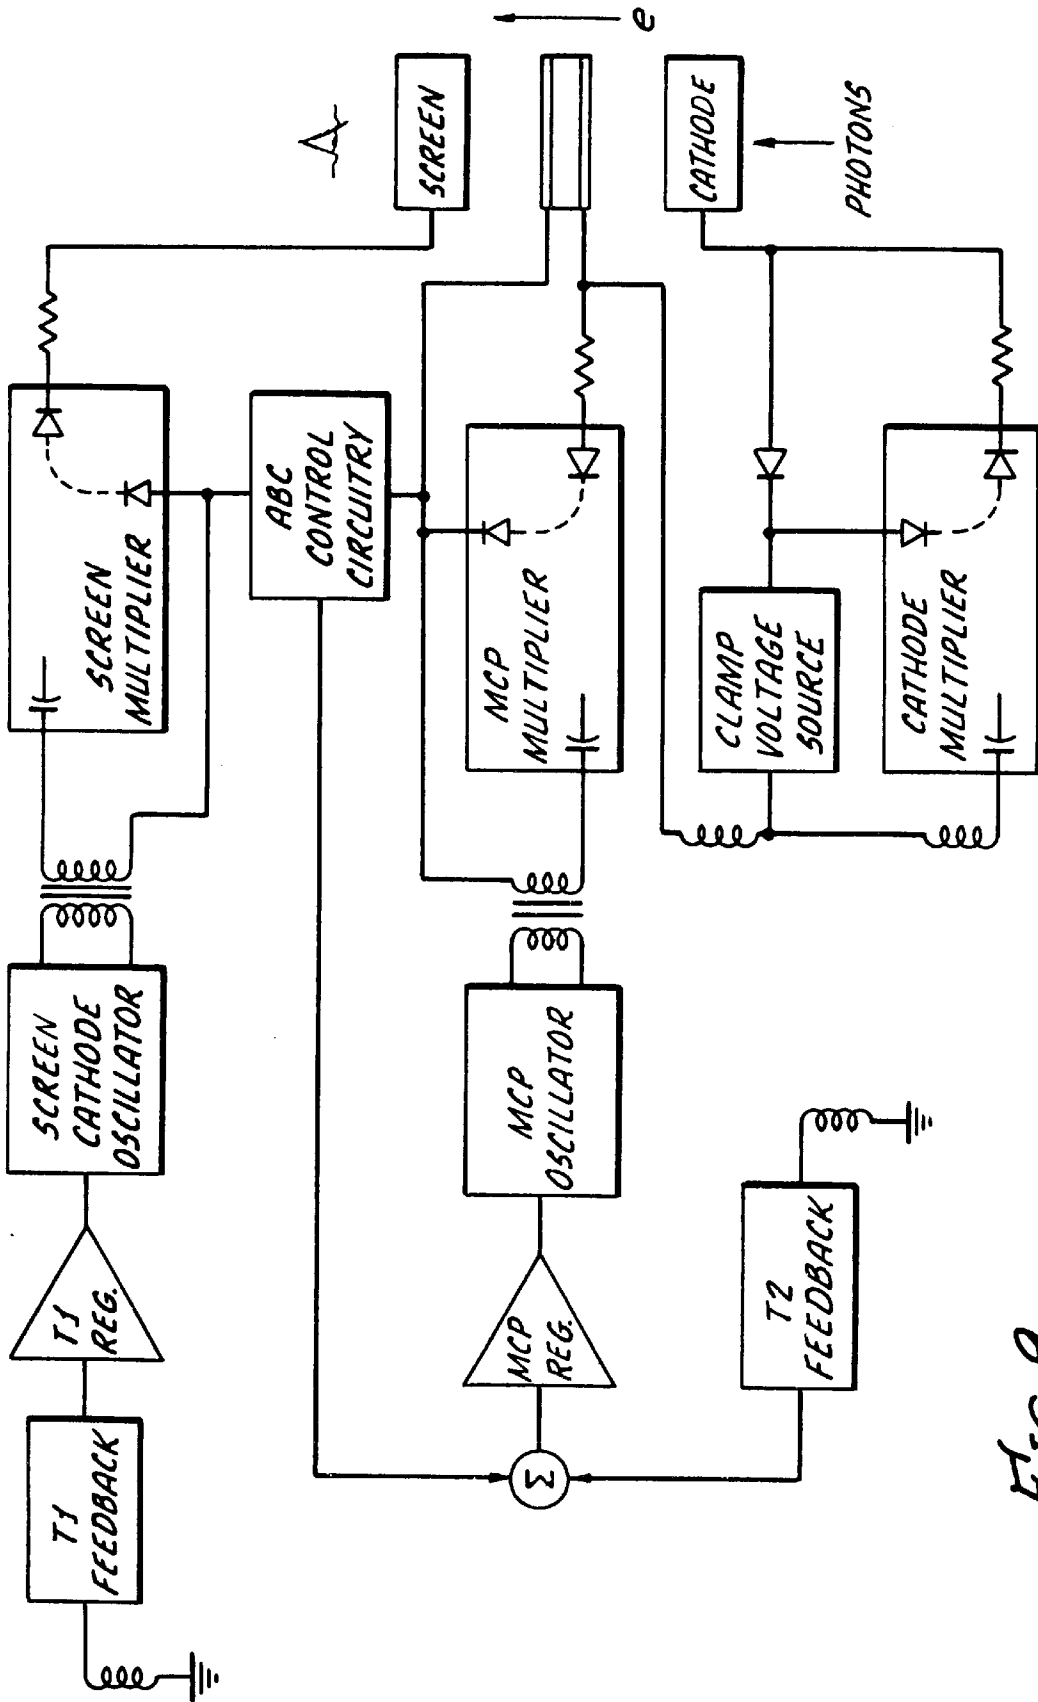 T1
FEEDBACK
T1
REG.
SCREEN
CATHODE
OSCILLATOR
SCREEN
MULTIPLIER
SCREEN
ABC
CONTROL
CIRCUITRY
Σ
MCP
REG.
MCP
OSCILLATOR
MCP
MULTIPLIER
e
T2
FEEDBACK
CLAMP
VOLTAGE
SOURCE
CATHODE
MULTIPLIER
CATHODE
PHOTONS